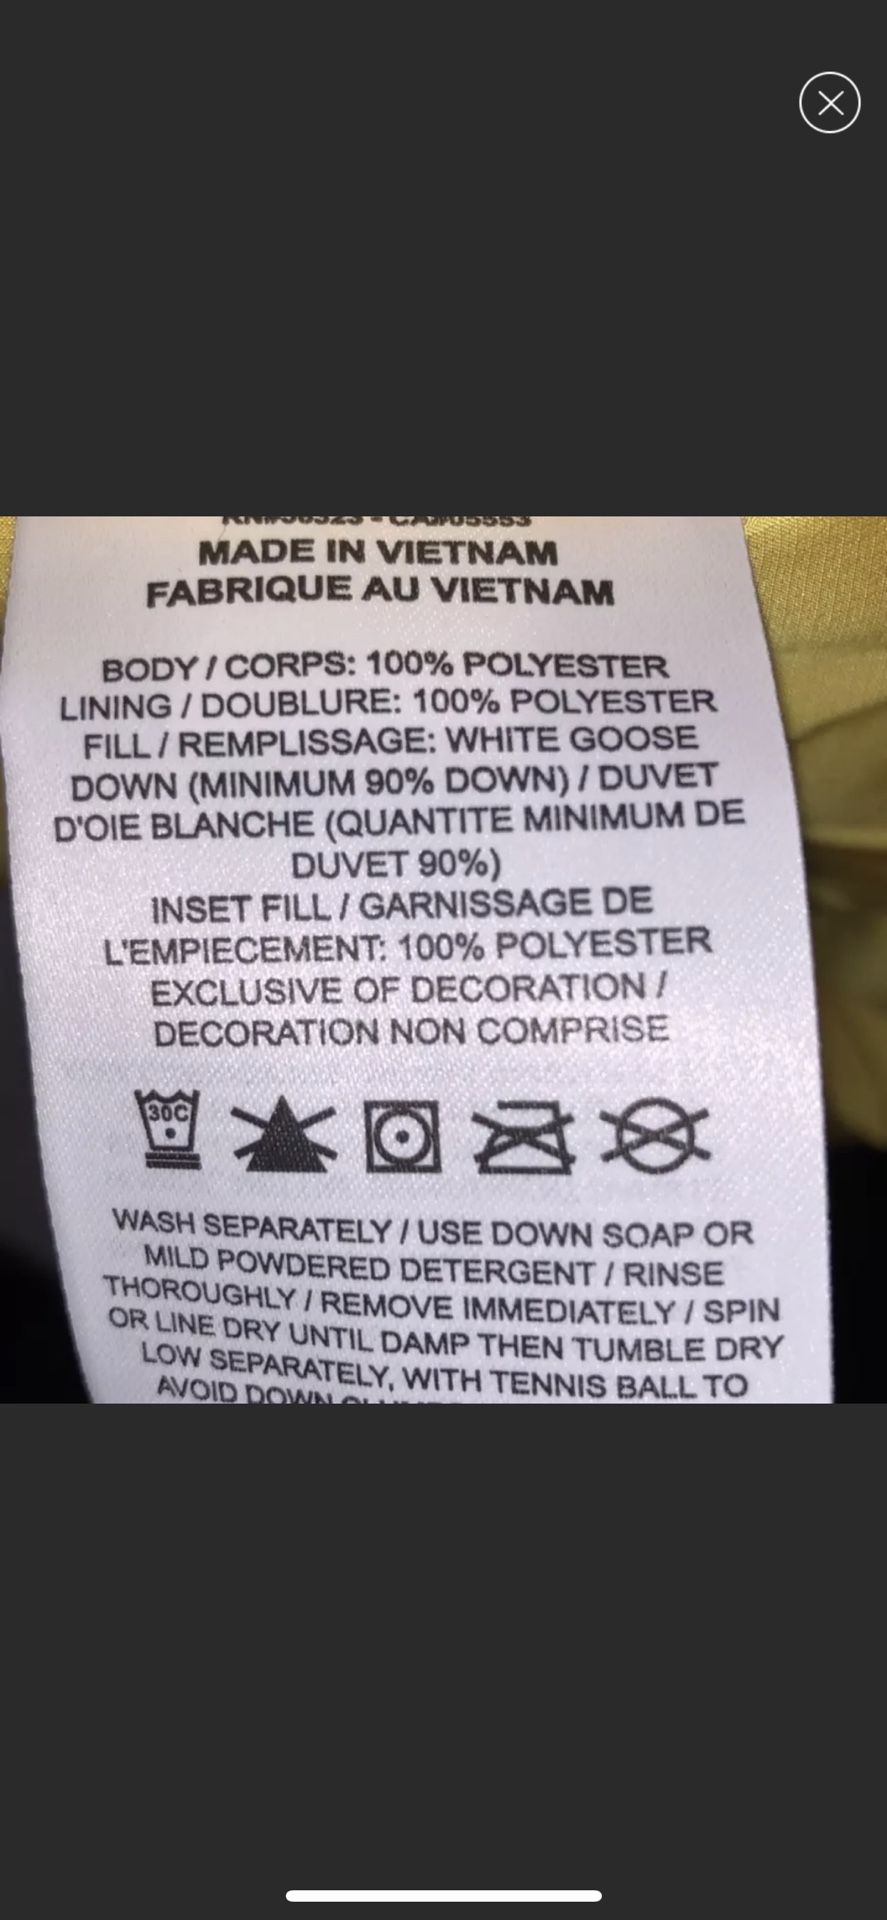 MADE IN VIETNAM
FABRIQUE AU VIETNAM
BODY / CORPS: 100% POLYESTER
LINING / DOUBLURE: 100% POLYESTER
FILL / REMPLISSAGE: WHITE GOOSE
DOWN (MINIMUM 90% DOWN) / DUVET
D'OIE BLANCHE (QUANTITE MINIMUM DE
DUVET 90%)
INSET FILL / GARNISSAGE DE
L'EMPIECEMENT: 100% POLYESTER
EXCLUSIVE OF DECORATION /
DECORATION NON COMPRISE
30C
WASH SEPARATELY / USE DOWN SOAP OR
MILD POWDERED DETERGENT / RINSE
THOROUGHLY / REMOVE IMMEDIATELY / SPIN
OR LINE DRY UNTIL DAMP THEN TUMBLE DRY
LOW SEPARATELY, WITH TENNIS BALL TO
AVOID DOWN